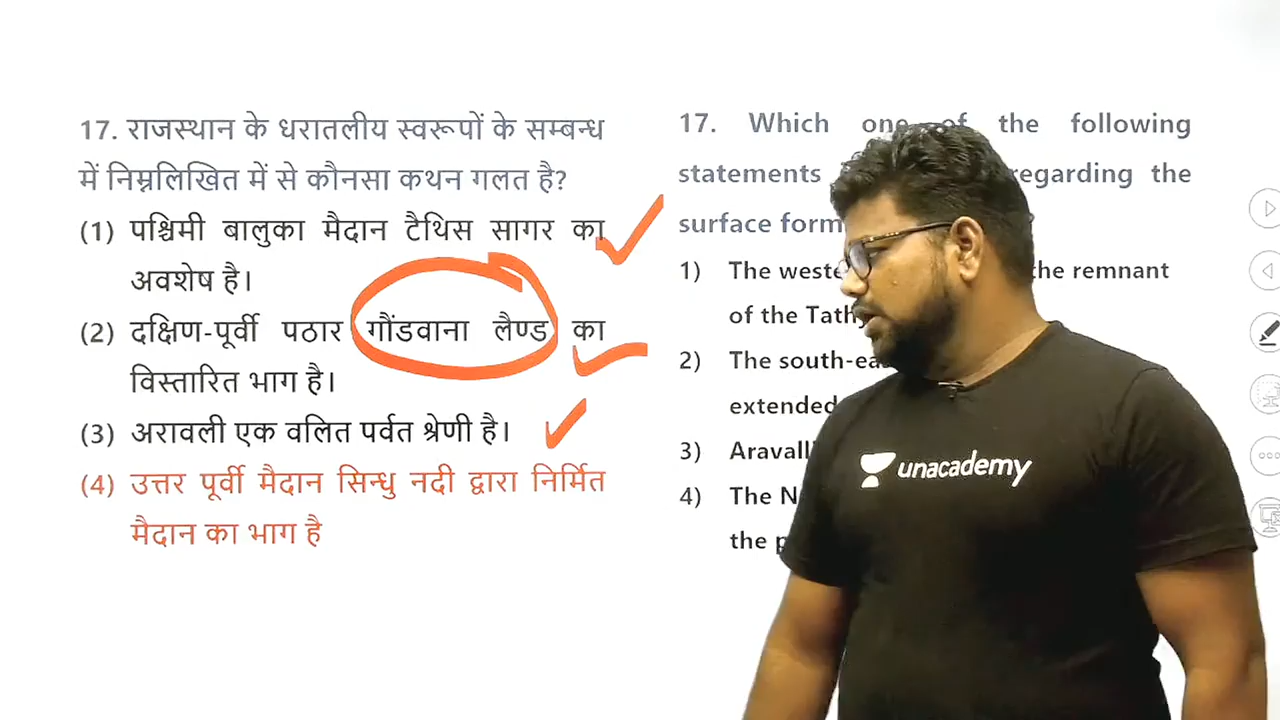 17. राजस्थान के धरातलीय स्वरूपों के सम्बन्ध
में निम्नलिखित में से कौनसा कथन गलत है?
(1) पश्चिमी बालुका मैदान टैथिस सागर का
अवशेष है।
(2) दक्षिण-पूर्वी पठार गौंडवाना लैण्ड का
विस्तारित भाग है।
(3) अरावली एक वलित पर्वत श्रेणी है।
(4) उत्तर पूर्वी मैदान सिन्धु नदी द्वारा निर्मित
मैदान का भाग है
17. Which one of the following
statements regarding the
surface form
1) The weste the remnant
of the Tath
2) The south-eas
extended
3) Aravall
4) The N
the p
unacademy